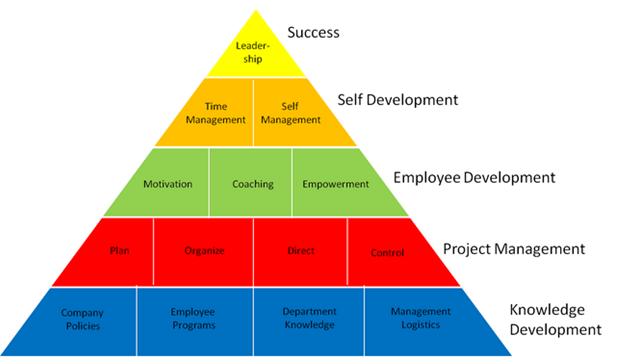 Success
Leader-
ship
Self Development
Time
Management
Self
Management
Employee Development
Motivation
Coaching
Empowerment
Project Management
Plan
Organize
Direct
Control
Knowledge
Development
Company
Policies
Employee
Programs
Department
Knowledge
Management
Logistics